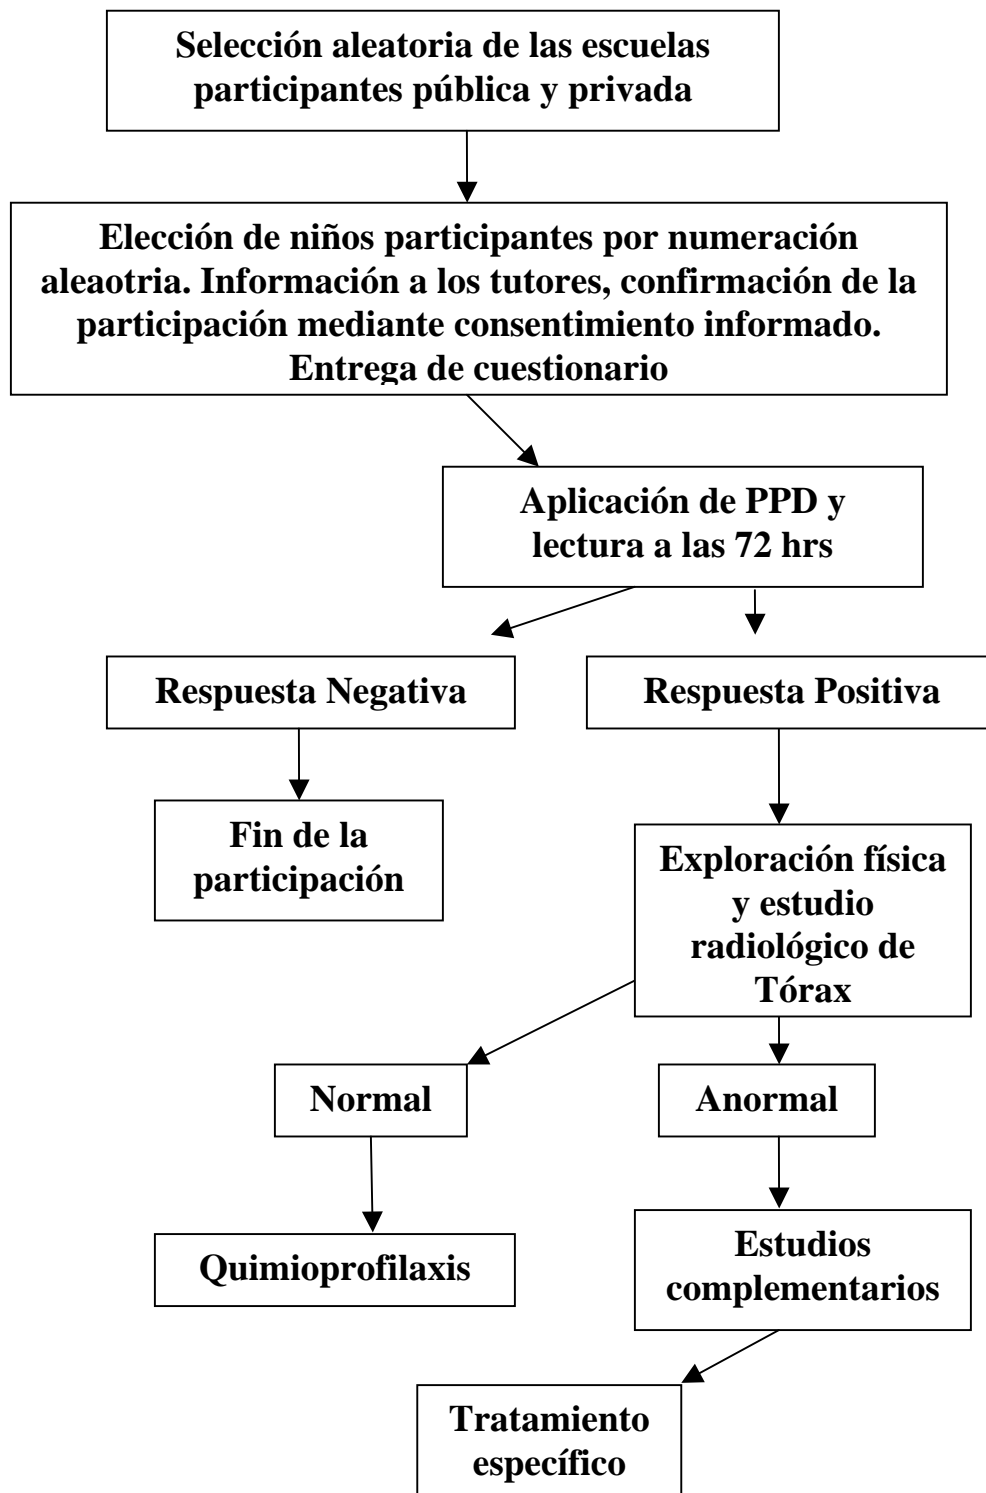 Selección aleatoria de las escuelas
participantes pública y privada
Elección de niños participantes por numeración
aleaotria. Información a los tutores, confirmación de la
participación mediante consentimiento informado.
Entrega de cuestionario
Aplicación de PPD y
lectura a las 72 hrs
Respuesta Negativa
Respuesta Positiva
Fin de la
participación
Exploración física
y estudio
radiológico de
Tórax
Normal
Anormal
Quimioprofilaxis
Estudios
complementarios
Tratamiento
específico